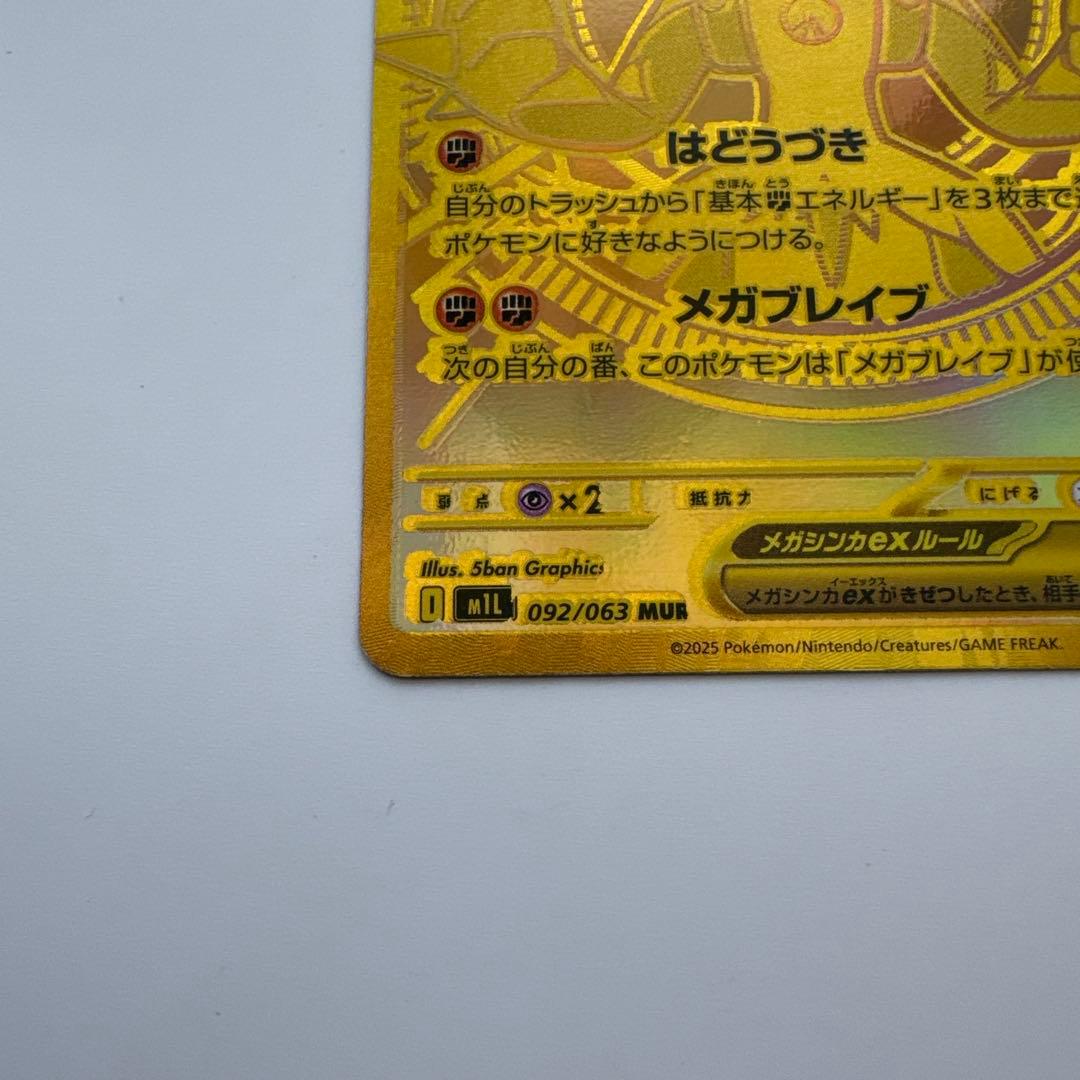 はどうづき
自分のトラッシュから「基本エネルギー」を3枚まで
ポケモンに好きなようにつける。
メガブレイブ
次の自分の番、このポケモンは「メガブレイブ」が使
弱点 ×2 抵抗力 にげる
メガシンカexルール
メガシンカexがきぜつしたとき、相手
Illus. 5ban Graphics
I M1L 092/063 MUR
©2025 Pokémon/Nintendo/Creatures/GAME FREAK.